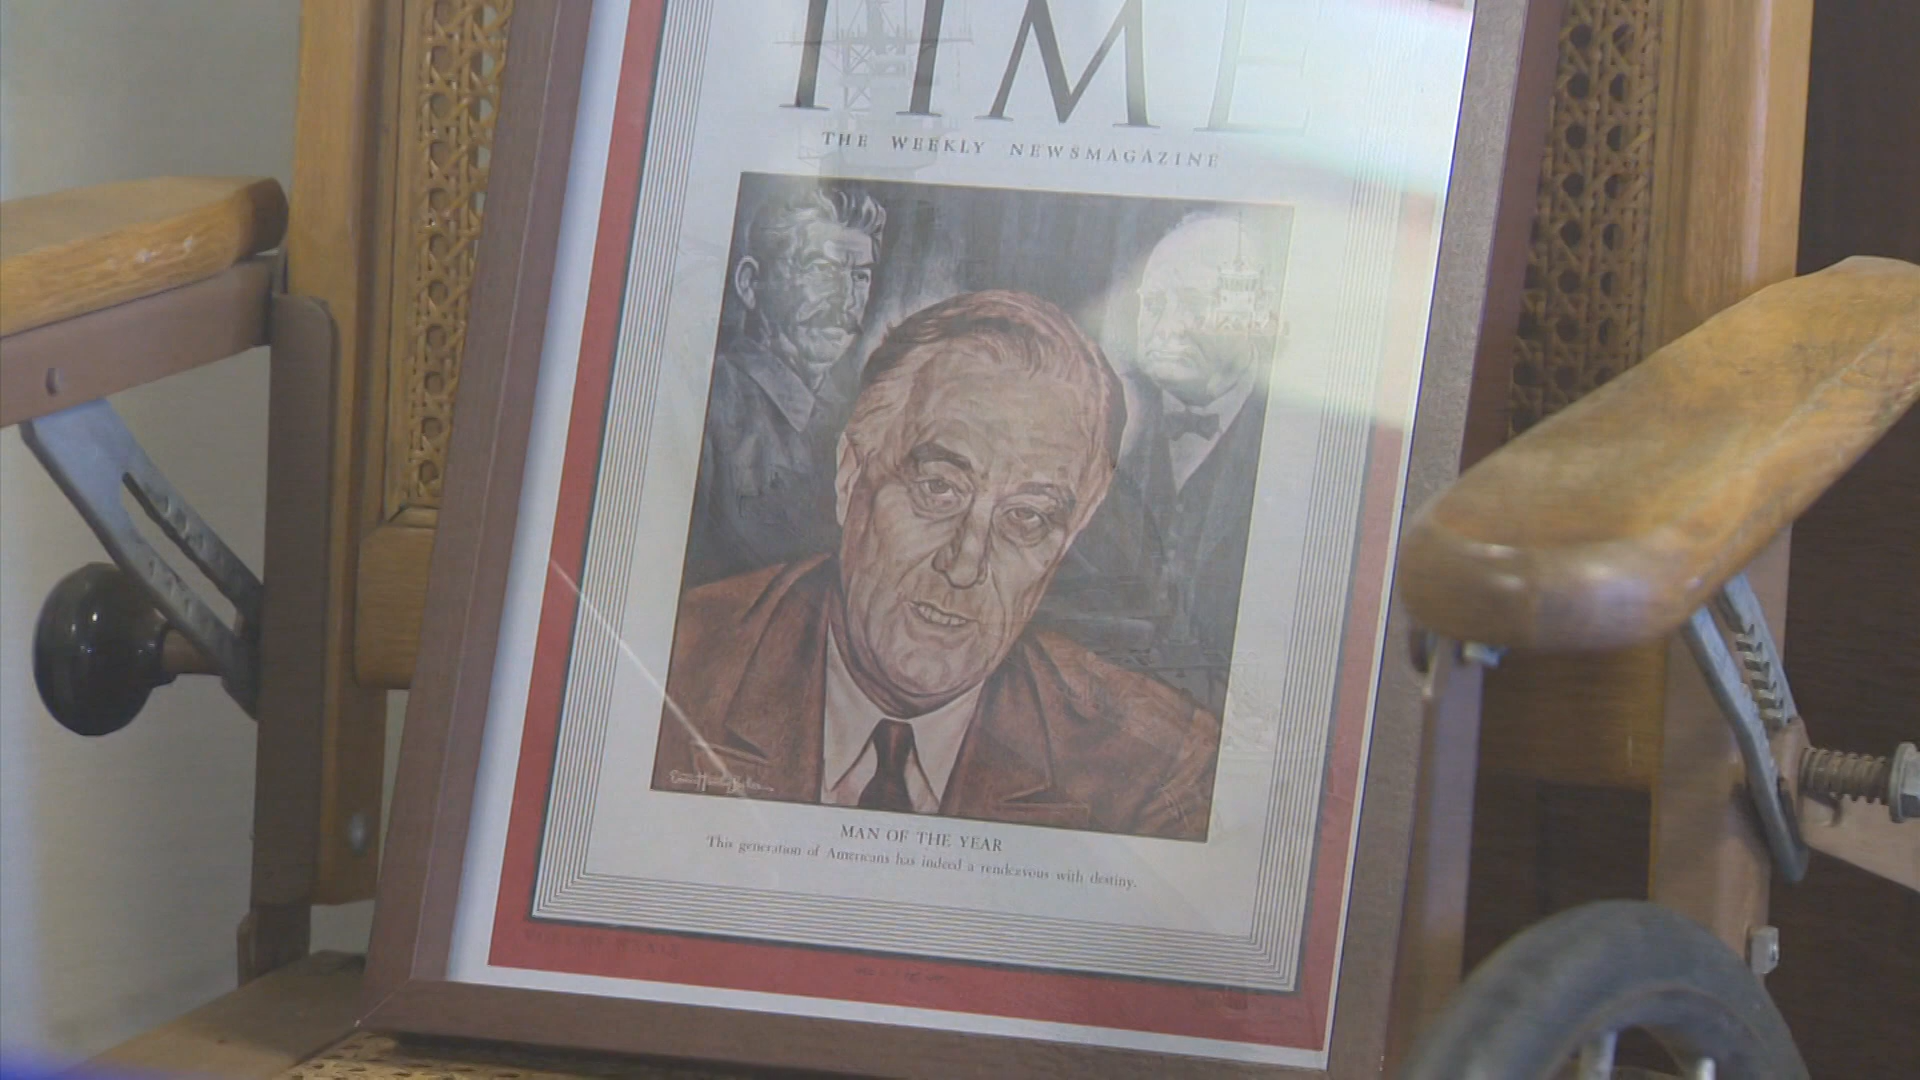 TIME
THE WEEKLY NEWSMAGAZINE
MAN OF THE YEAR
This generation of Americans has indeed a rendezvous with destiny.